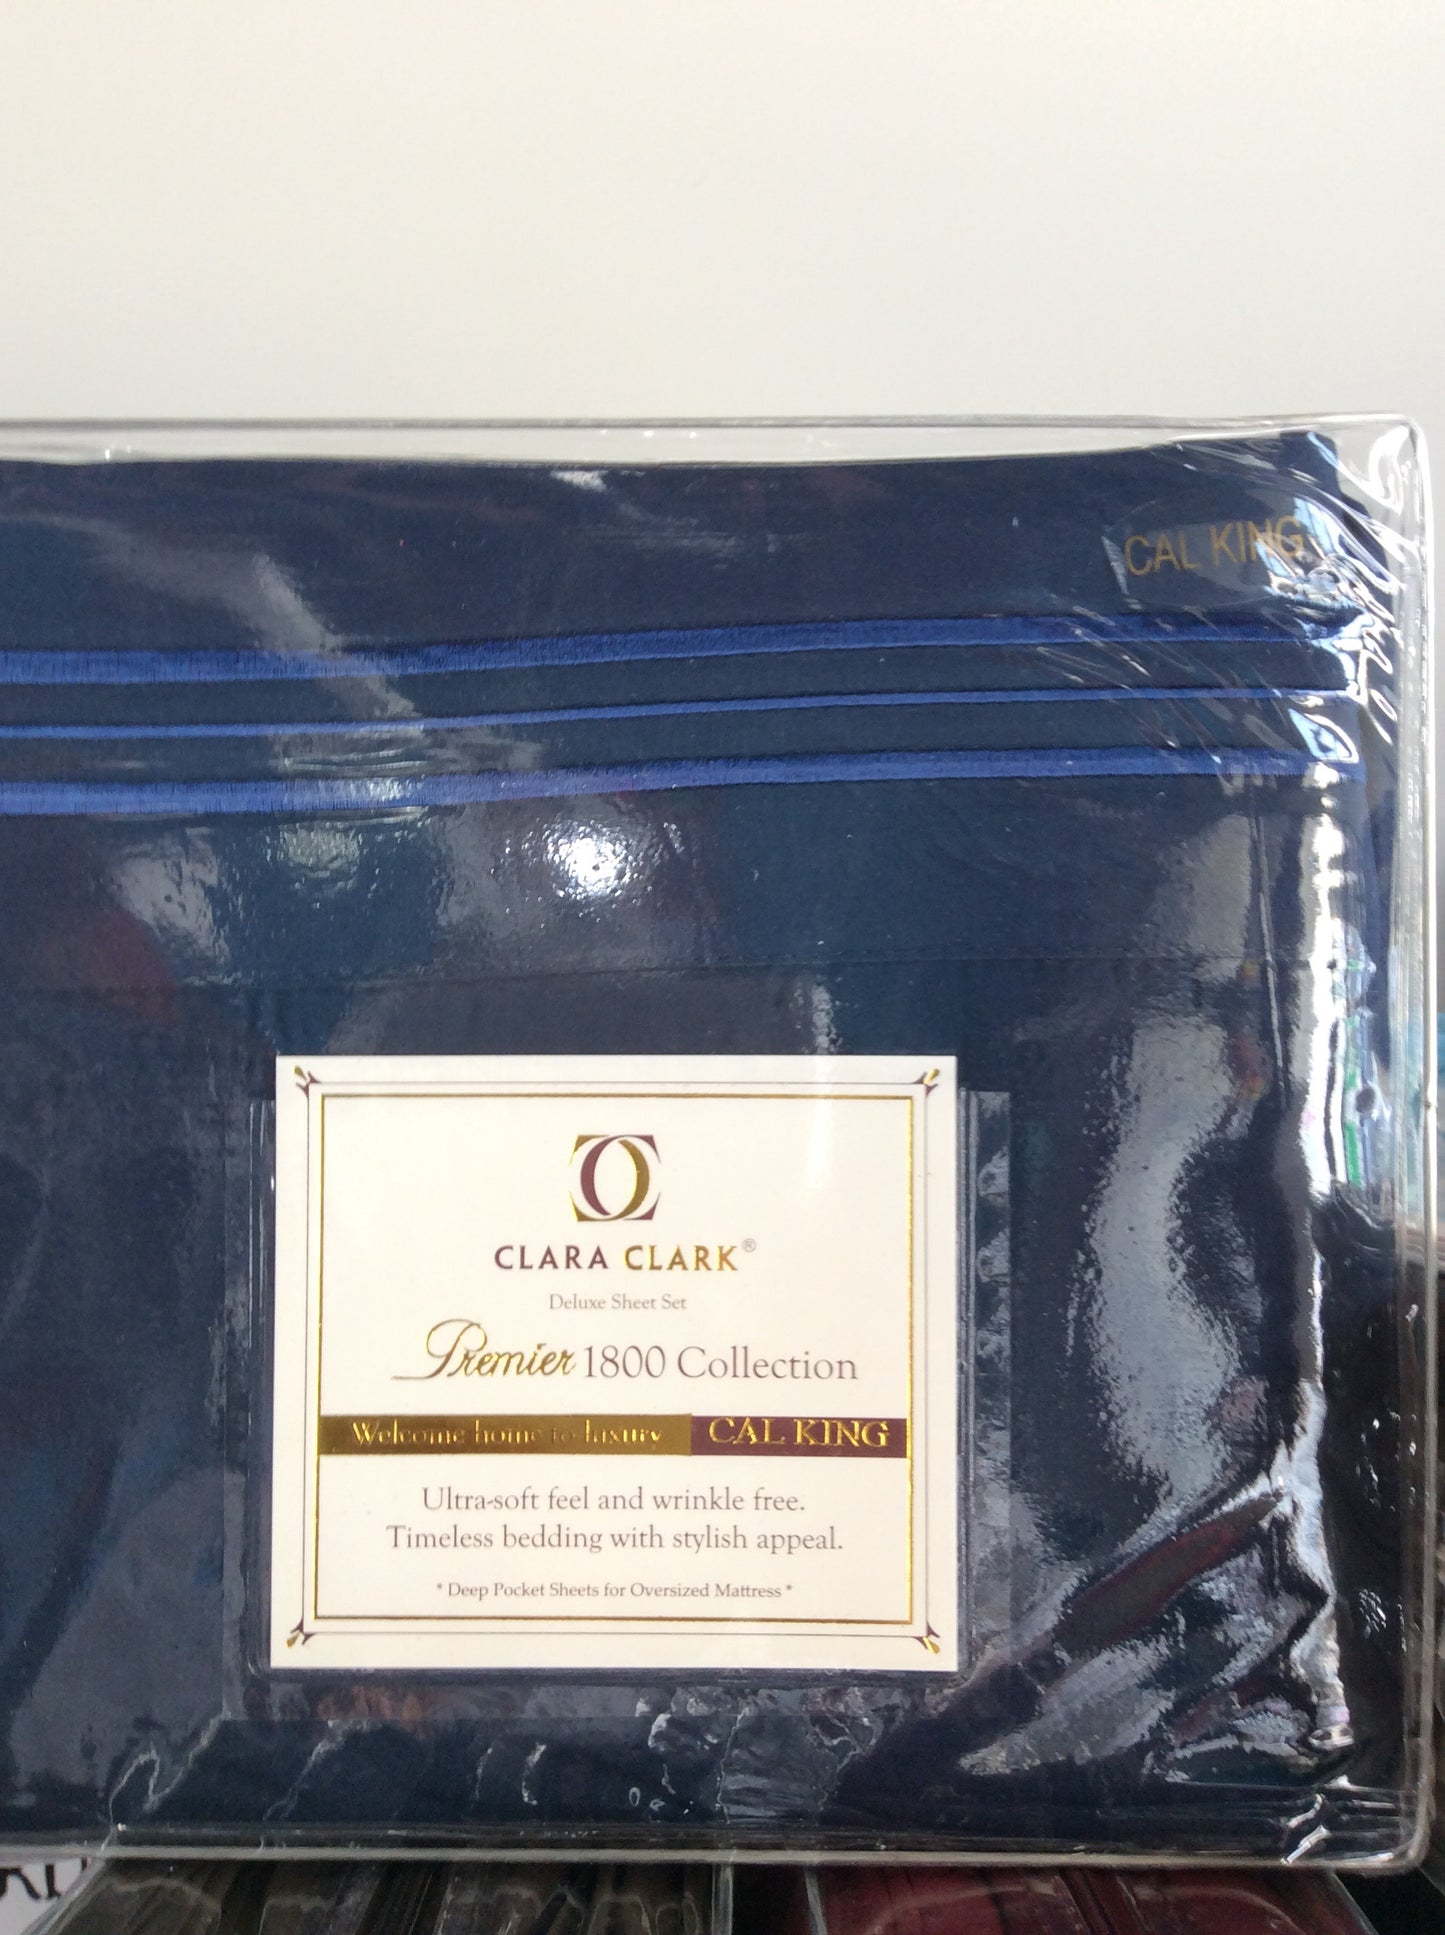 CAL KING
CLARA CLARK®
Deluxe Sheet Set
Premier 1800 Collection
Welcome home to luxury CAL KING
Ultra-soft feel and wrinkle free.
Timeless bedding with stylish appeal.
* Deep Pocket Sheets for Oversized Mattress *